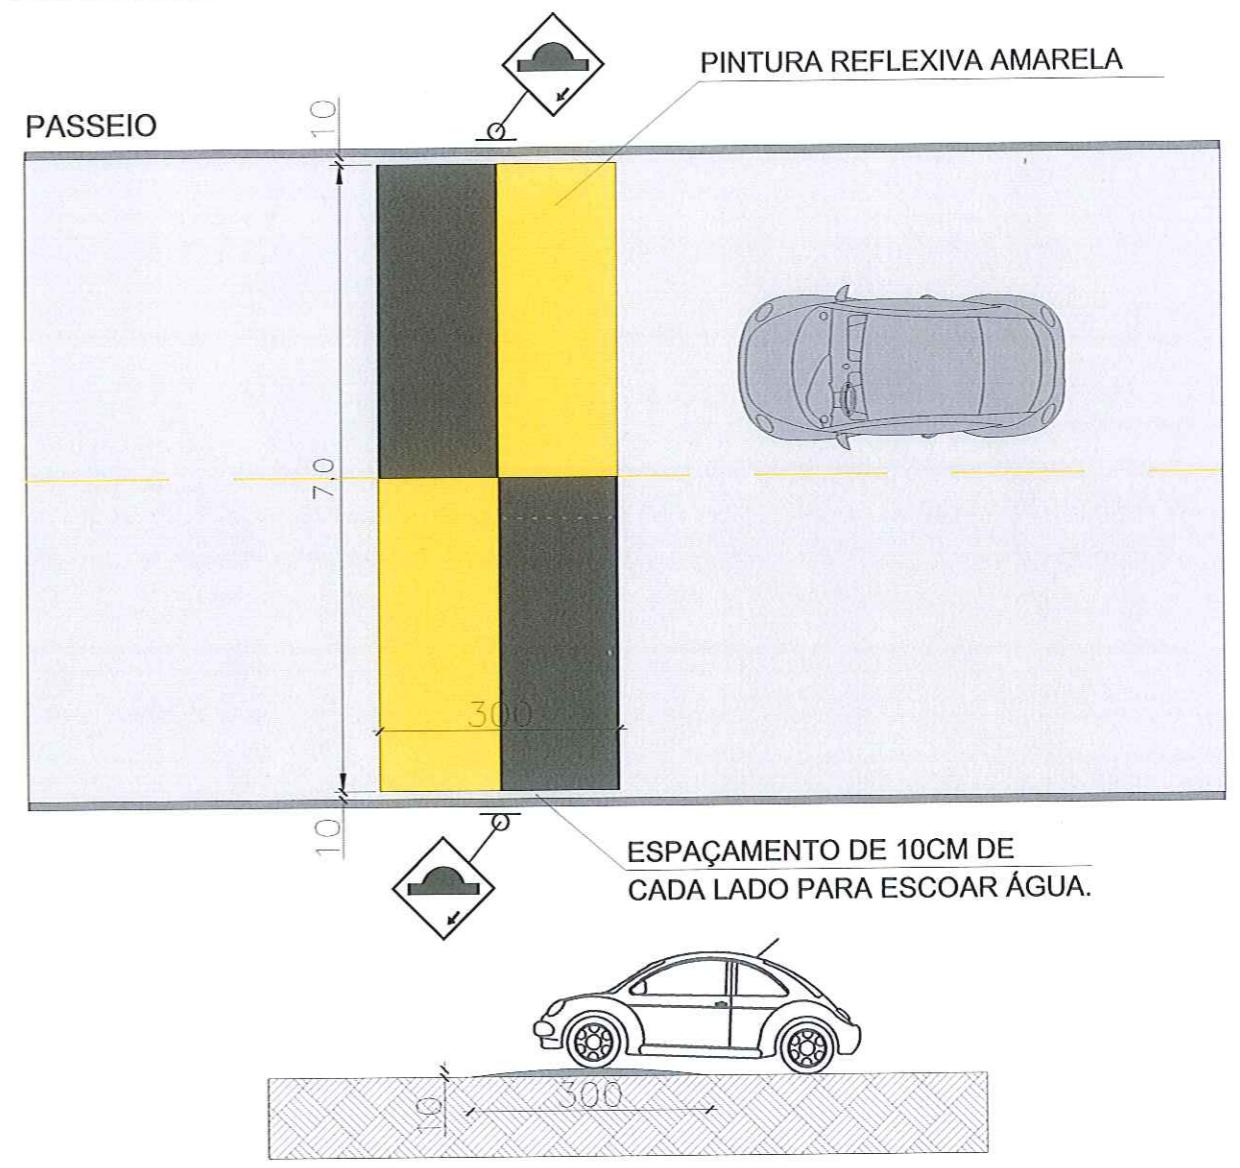 PINTURA REFLEXIVA AMARELA
PASSEIO
10
7,0
300
10
ESPAÇAMENTO DE 10CM DE
CADA LADO PARA ESCOAR ÁGUA.
300
10